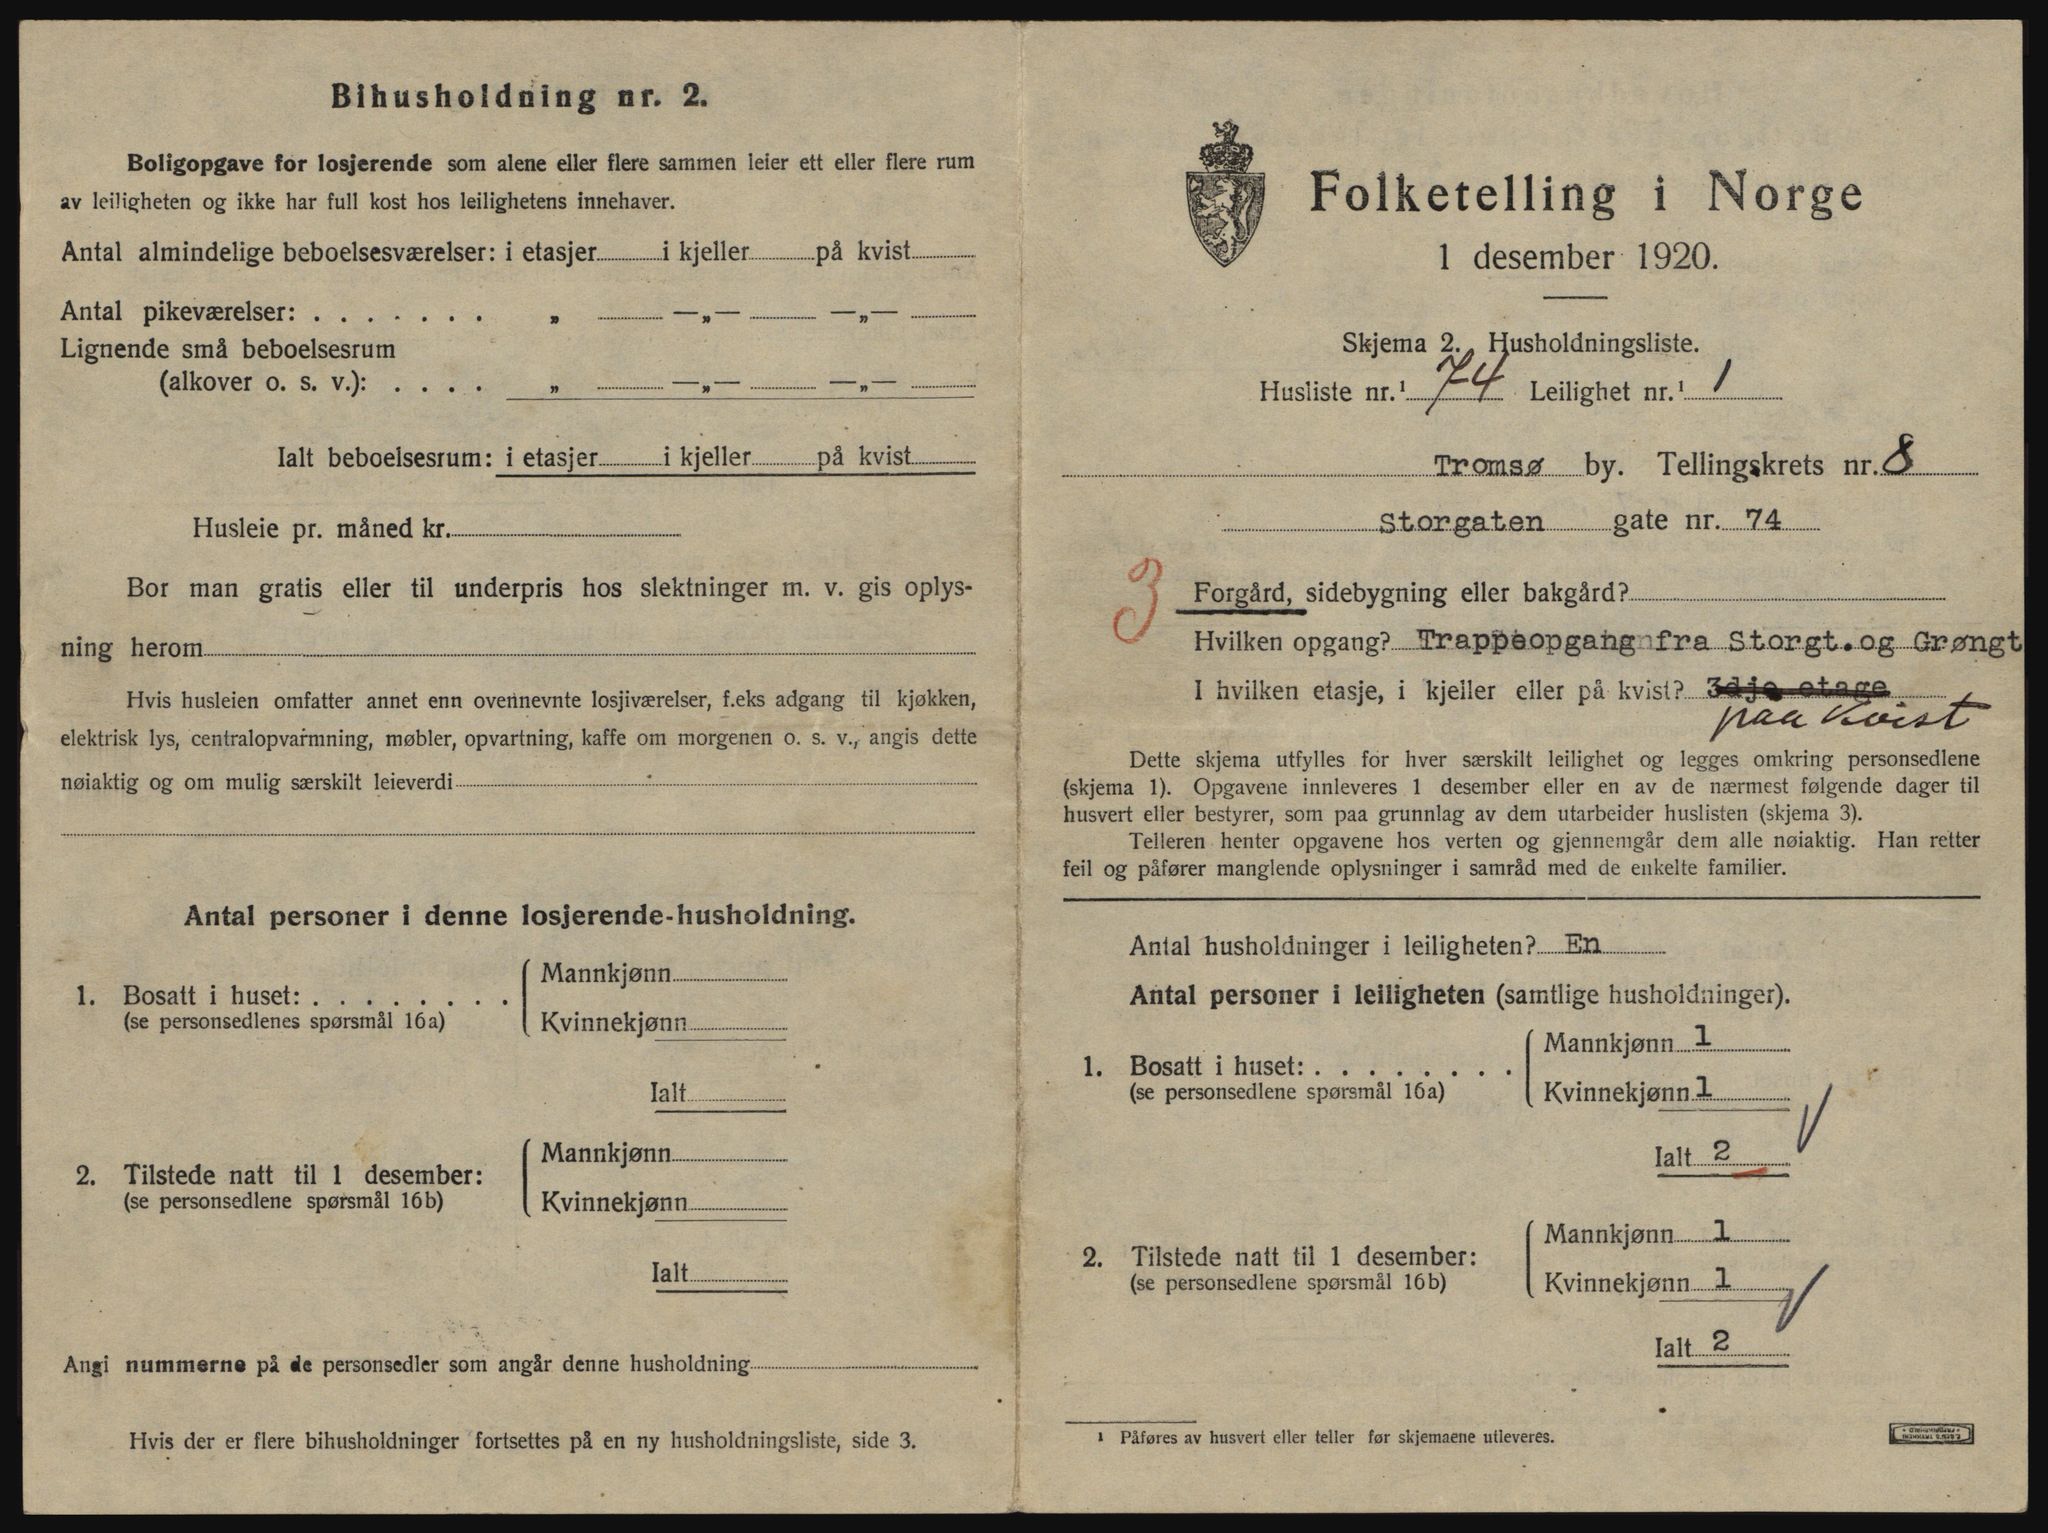 Bihusholdning nr. 2.
Boligopgave for losjerende som alene eller flere sammen leier ett eller flere rum
av leiligheten og ikke har full kost hos leilighetens innehaver.
Antal almindelige beboelsesværelser: i etasjer i kjeller på kvist
Antal pikeværelser: . . . . . . . „ —„— —„—
Lignende små beboelsesrum
(alkover o. s. v.): . . . . „ —„— —„—
Ialt beboelsesrum: i etasjer i kjeller på kvist
Husleie pr. måned kr.
Bor man gratis eller til underpris hos slektninger m. v. gis oplys-
ning herom
Hvis husleien omfatter annet enn ovennevnte losjiværelser, f.eks adgang til kjøkken,
elektrisk lys, centralopvarmning, møbler, opvartning, kaffe om morgenen o. s. v., angis dette
nøiaktig og om mulig særskilt leieverdi
Antal personer i denne losjerende-husholdning.
1. Bosatt i huset: . . . . . . . .
(se personsedlenes spørsmål 16a)
Mannkjønn
Kvinnekjønn
Ialt
2. Tilstede natt til 1 desember:
(se personsedlene spørsmål 16b)
Mannkjønn
Kvinnekjønn
Ialt
Angi nummerne på de personsedler som angår denne husholdning
Hvis der er flere bihusholdninger fortsettes på en ny husholdningsliste, side 3.
Folketelling i Norge
1 desember 1920.
Skjema 2. Husholdningsliste.
Husliste nr.¹ 74 Leilighet nr.¹ 1
Tromsø by. Tellingskrets nr. 8
Storgaten gate nr. 74
3
Forgård, sidebygning eller bakgård?
Hvilken opgang? Trappeopgang fra Storgt. og Grøngt
I hvilken etasje, i kjeller eller på kvist? 3dje etage
paa Kvist
Dette skjema utfylles for hver særskilt leilighet og legges omkring personsedlene
(skjema 1). Opgavene innleveres 1 desember eller en av de nærmest følgende dager til
husvert eller bestyrer, som paa grunnlag av dem utarbeider huslisten (skjema 3).
Telleren henter opgavene hos verten og gjennemgår dem alle nøiaktig. Han retter
feil og påfører manglende oplysninger i samråd med de enkelte familier.
Antal husholdninger i leiligheten? En
Antal personer i leiligheten (samtlige husholdninger).
1. Bosatt i huset: . . . . . . . .
(se personsedlene spørsmål 16a)
Mannkjønn 1
Kvinnekjønn 1
Ialt 2
2. Tilstede natt til 1 desember:
(se personsedlene spørsmål 16b)
Mannkjønn 1
Kvinnekjønn 1
Ialt 2
¹ Påføres av husvert eller teller før skjemaene utleveres.